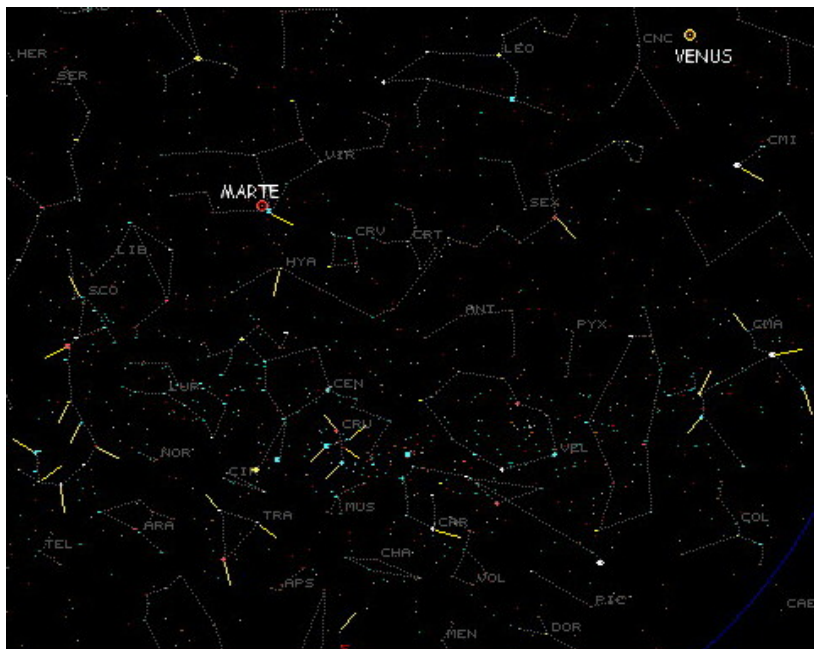 HER
LEO
CNC
VENUS
SER
CMI
VIR
MARTE
SEX
CRV
CRT
LIB
HYA
SCO
ANT
PYX
CMA
LUP
CEN
CRU
NOR
VEL
CIR
MUS
TRA
CAR
COL
ARA
TEL
CHA
APS
VOL
PIC
CAE
MEN
DOR